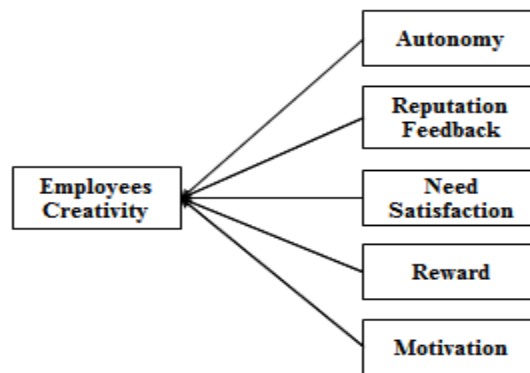 Autonomy
Reputation
Feedback
Employees
Creativity
Need
Satisfaction
Reward
Motivation